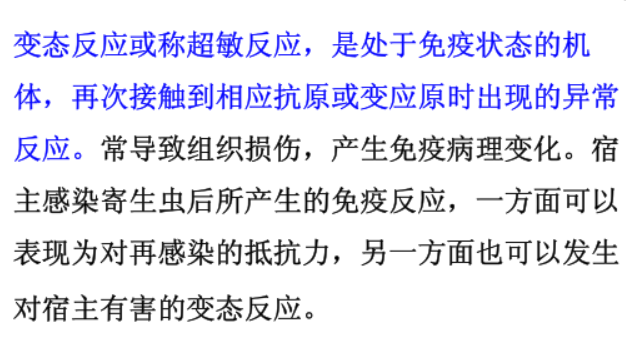 变态反应或称超敏反应，是处于免疫状态的机
体，再次接触到相应抗原或变应原时出现的异常
反应。常导致组织损伤，产生免疫病理变化。宿
主感染寄生虫后所产生的免疫反应，一方面可以
表现为对再感染的抵抗力，另一方面也可以发生
对宿主有害的变态反应。